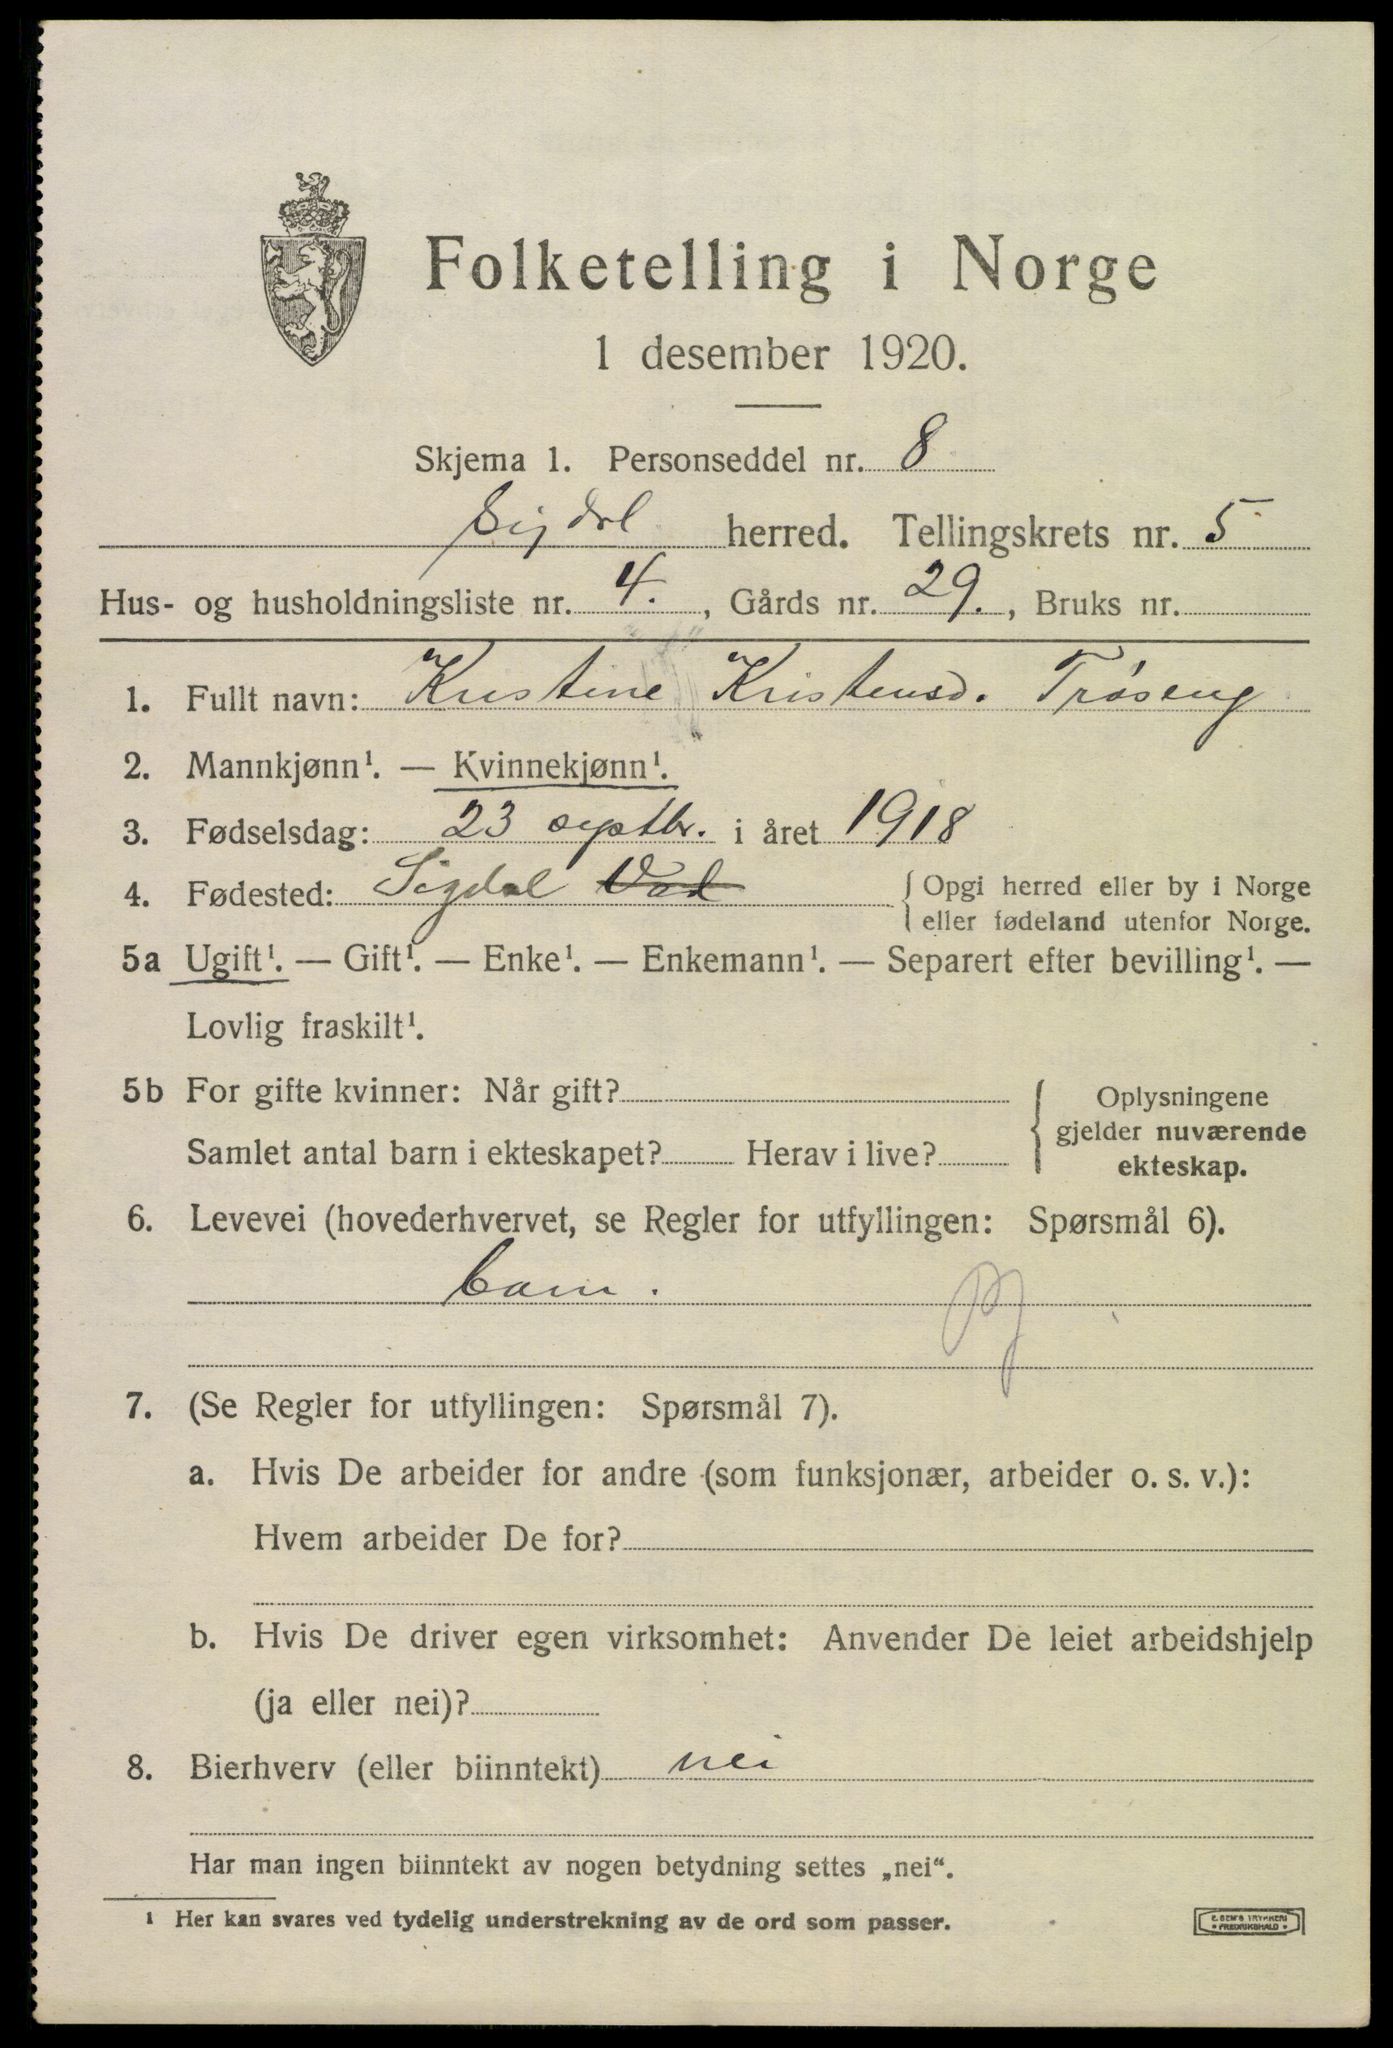 Folketelling i Norge
1 desember 1920.
Skjema 1. Personseddel nr. 8
Sigdal herred. Tellingskrets nr. 5
Hus- og husholdningsliste nr. 4. , Gårds nr. 29. , Bruks nr.
1. Fullt navn: Kristine Kristensd. Trøseng
2. Mannkjønn¹. — Kvinnekjønn¹.
3. Fødselsdag: 23 septbr. i året 1918
4. Fødested: Sigdal
Opgi herred eller by i Norge
eller fødeland utenfor Norge.
5a Ugift¹. — Gift¹. — Enke¹. — Enkemann¹. — Separert efter bevilling¹. —
Lovlig fraskilt¹.
5b For gifte kvinner: Når gift?
Samlet antal barn i ekteskapet? Herav i live?
Oplysningene
gjelder nuværende
ekteskap.
6. Levevei (hovederhvervet, se Regler for utfyllingen: Spørsmål 6).
barn.
7. (Se Regler for utfyllingen: Spørsmål 7).
a. Hvis De arbeider for andre (som funksjonær, arbeider o. s. v.):
Hvem arbeider De for?
b. Hvis De driver egen virksomhet: Anvender De leiet arbeidshjelp
(ja eller nei)?
8. Bierhverv (eller biinntekt) nei
Har man ingen biinntekt av nogen betydning settes „nei“.
¹ Her kan svares ved tydelig understrekning av de ord som passer.
FREDRIKSHALD